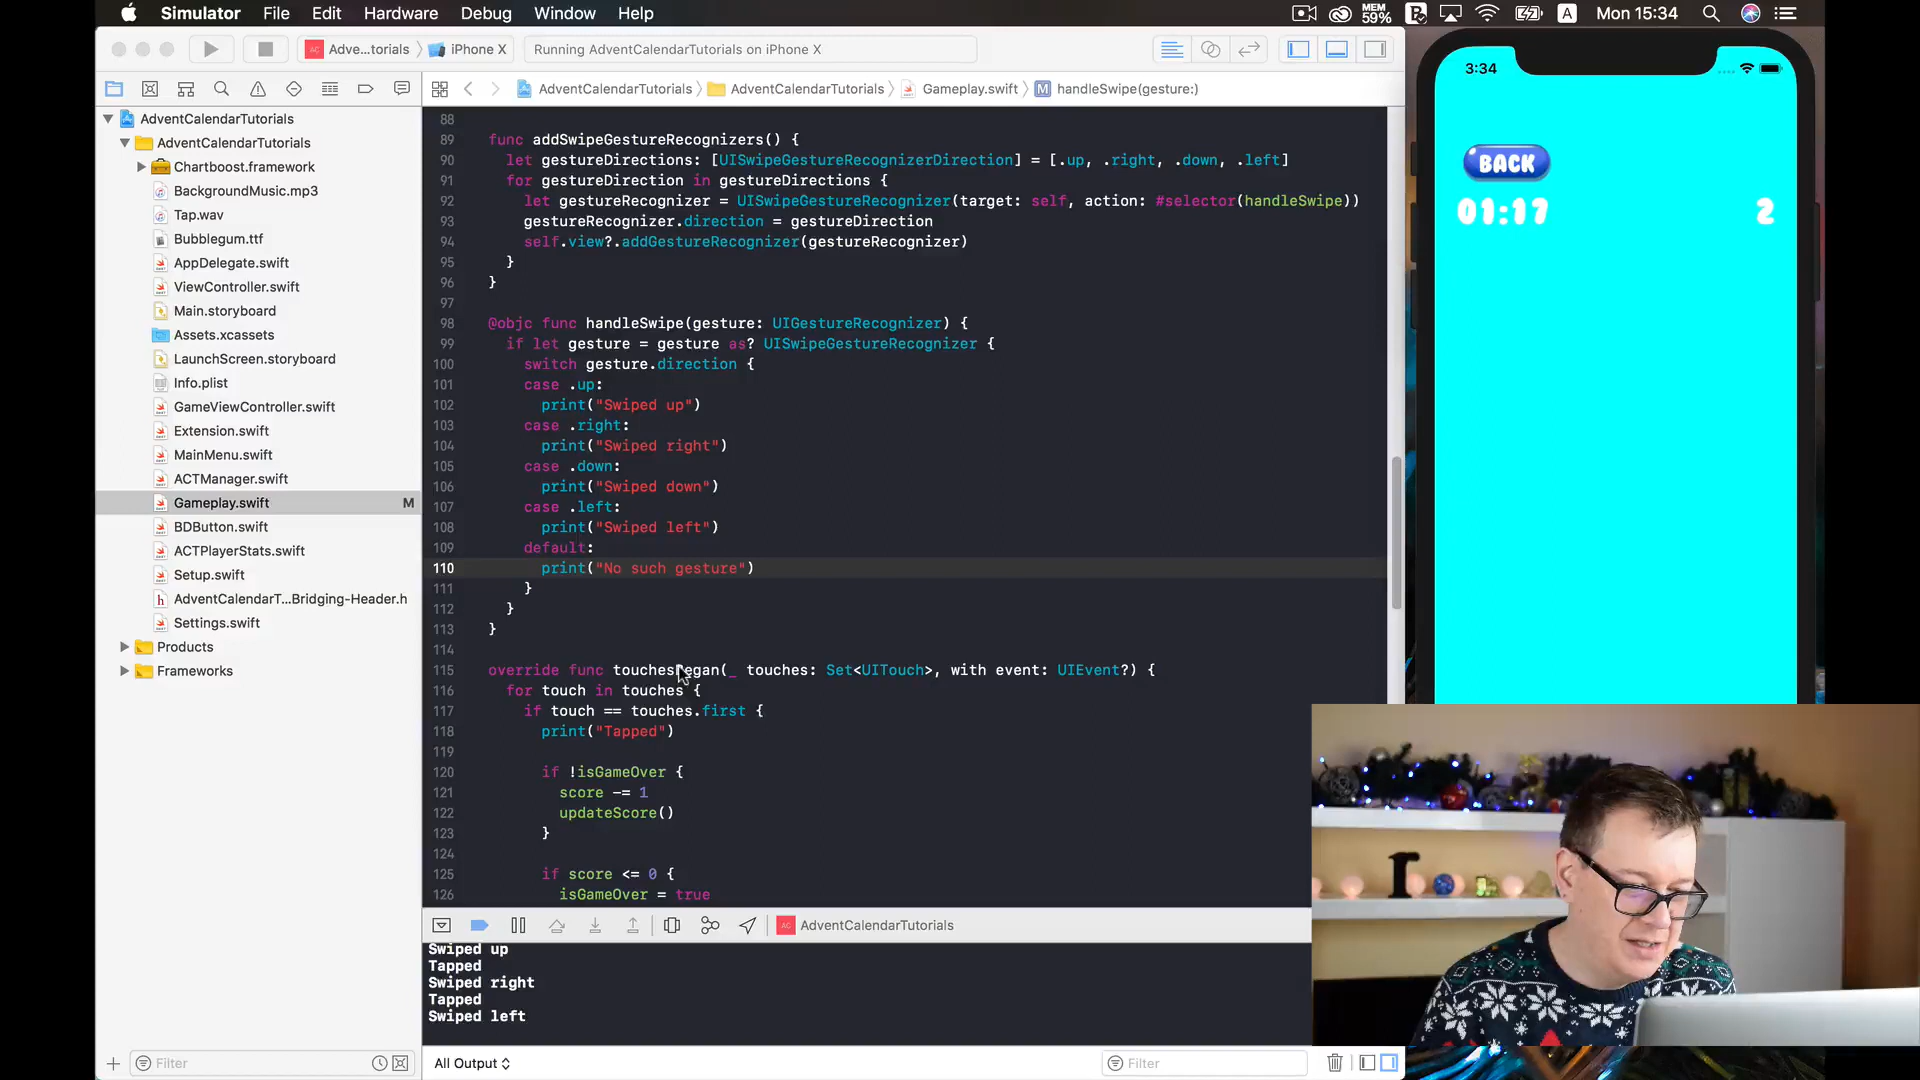 Simulator File Edit Hardware Debug Window Help MEM 59% A Mon 15:34
Adve...torials iPhone X Running AdventCalendarTutorials on iPhone X
AdventCalendarTutorials AdventCalendarTutorials Gameplay.swift M handleSwipe(gesture:)
AdventCalendarTutorials
AdventCalendarTutorials
Chartboost.framework
BackgroundMusic.mp3
Tap.wav
Bubblegum.ttf
AppDelegate.swift
ViewController.swift
Main.storyboard
Assets.xcassets
LaunchScreen.storyboard
Info.plist
GameViewController.swift
Extension.swift
MainMenu.swift
ACTManager.swift
Gameplay.swift M
BDButton.swift
ACTPlayerStats.swift
Setup.swift
h AdventCalendarT...Bridging-Header.h
Settings.swift
Products
Frameworks
Filter
88
89 func addSwipeGestureRecognizers() {
90 let gestureDirections: [UISwipeGestureRecognizerDirection] = [.up, .right, .down, .left]
91 for gestureDirection in gestureDirections {
92 let gestureRecognizer = UISwipeGestureRecognizer(target: self, action: #selector(handleSwipe))
93 gestureRecognizer.direction = gestureDirection
94 self.view?.addGestureRecognizer(gestureRecognizer)
95 }
96 }
97
98 @objc func handleSwipe(gesture: UIGestureRecognizer) {
99 if let gesture = gesture as? UISwipeGestureRecognizer {
100 switch gesture.direction {
101 case .up:
102 print("Swiped up")
103 case .right:
104 print("Swiped right")
105 case .down:
106 print("Swiped down")
107 case .left:
108 print("Swiped left")
109 default:
110 print("No such gesture")
111 }
112 }
113 }
114
115 override func touchesBegan(_ touches: Set<UITouch>, with event: UIEvent?) {
116 for touch in touches {
117 if touch == touches.first {
118 print("Tapped")
119
120 if !isGameOver {
121 score -= 1
122 updateScore()
123 }
124
125 if score <= 0 {
126 isGameOver = true
AdventCalendarTutorials
Swiped up
Tapped
Swiped right
Tapped
Swiped left
All Output Filter
3:34
BACK
01:17 2